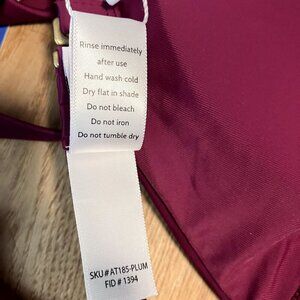 Rinse immediately
after use
Hand wash cold
Dry flat in shade
Do not bleach
Do not iron
Do not tumble dry
SKU# AT185-PLUM
FID # 1394